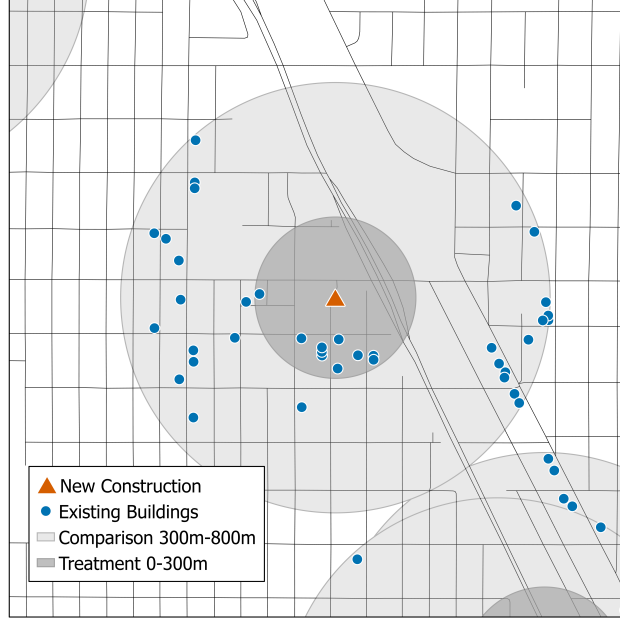 New Construction
Existing Buildings
Comparison 300m-800m
Treatment 0-300m